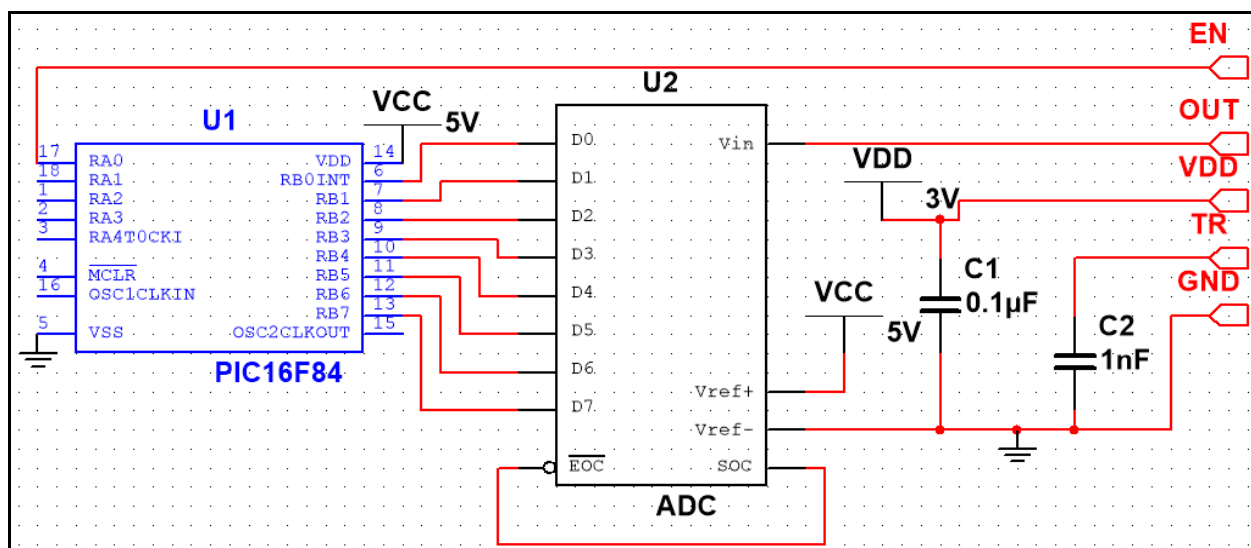 EN
U2
OUT
VCC
5V
U1
17 RA0
18 RA1
1 RA2
2 RA3
3 RA4T0CKI
4 MCLR
16 OSC1CLKIN
5 VSS
VDD 14
RB0INT 6
RB1 7
RB2 8
RB3 9
RB4 10
RB5 11
RB6 12
RB7 13
OSC2CLKOUT 15
PIC16F84
D0
D1
D2
D3
D4
D5
D6
D7
EOC
Vin
Vref+
Vref-
SOC
ADC
VDD
3V
VDD
TR
GND
C1
0.1µF
VCC
5V
C2
1nF